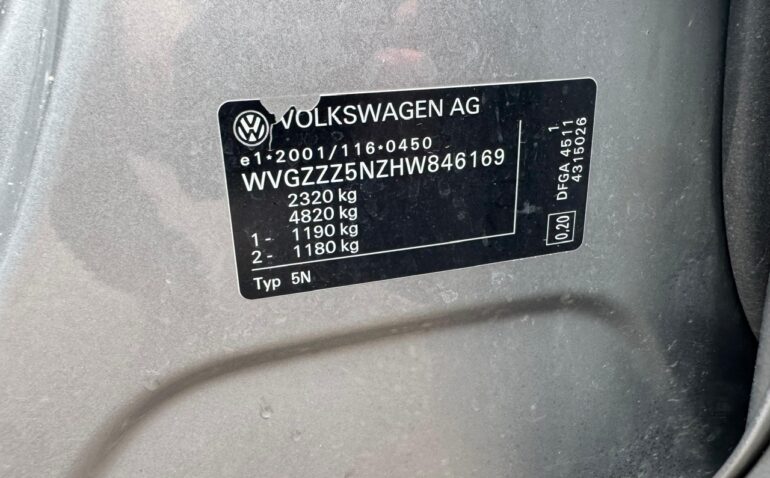 VOLKSWAGEN AG
e1*2001/116*0450
WVGZZZ5NZHW846169
2320 kg
4820 kg
1- 1190 kg
2- 1180 kg
Typ 5N
0.20
DFGA 4511 1
4315026